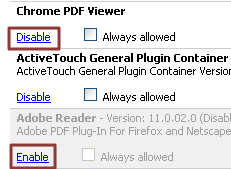 Chrome PDF Viewer
Disable Always allowed
ActiveTouch General Plugin Container
ActiveTouch General Plugin Container Version
Disable Always allowed
Adobe Reader - Version: 11.0.02.0 (Disabl
Adobe PDF Plug-In For Firefox and Netscape
Enable Always allowed